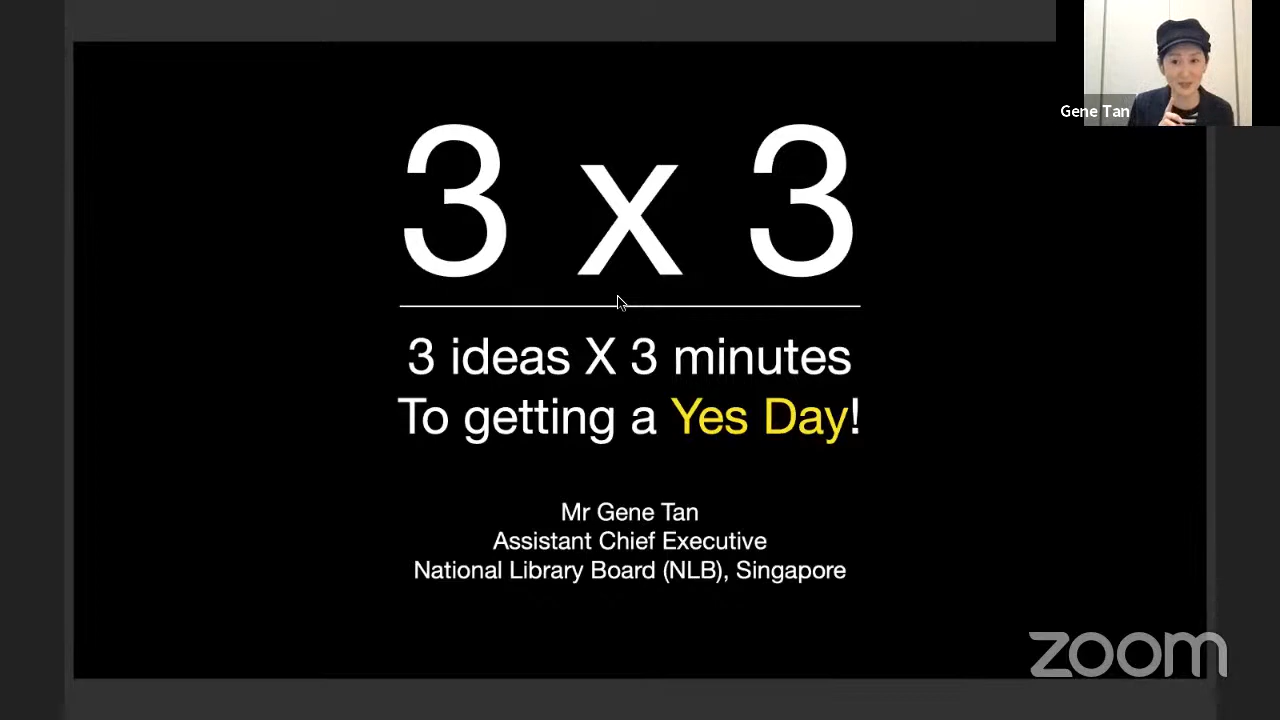 Gene Tan
3 x 3
3 ideas X 3 minutes
To getting a Yes Day!
Mr Gene Tan
Assistant Chief Executive
National Library Board (NLB), Singapore
zoom